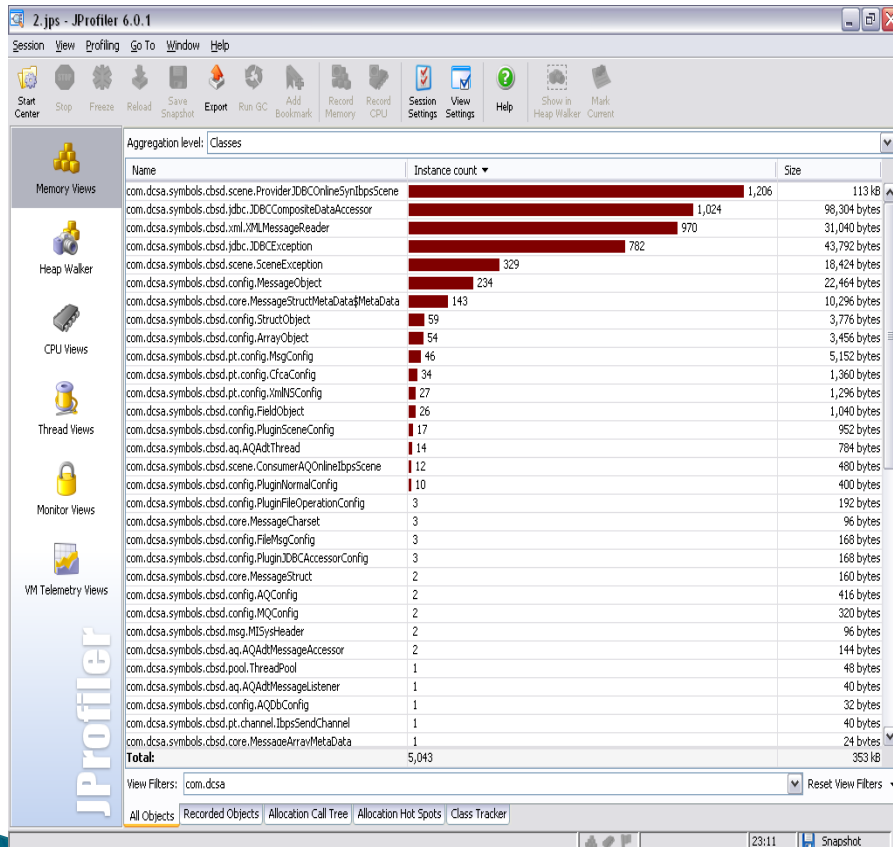 2.jps - JProfiler 6.0.1
Session View Profiling Go To Window Help
Start Center Stop Freeze Reload Save Snapshot Export Run GC Add Bookmark Record Memory Record CPU Session Settings View Settings Help Show in Heap Walker Mark Current
Aggregation level: Classes
Name Instance count Size
com.dcsa.symbols.cbsd.scene.ProviderJDBCOnlineSynIbpsScene 1,206 113 kB
com.dcsa.symbols.cbsd.jdbc.JDBCCompositeDataAccessor 1,024 98,304 bytes
com.dcsa.symbols.cbsd.xml.XMLMessageReader 970 31,040 bytes
com.dcsa.symbols.cbsd.jdbc.JDBCException 782 43,792 bytes
com.dcsa.symbols.cbsd.scene.SceneException 329 18,424 bytes
com.dcsa.symbols.cbsd.config.MessageObject 234 22,464 bytes
com.dcsa.symbols.cbsd.core.MessageStructMetaData$MetaData 143 10,296 bytes
com.dcsa.symbols.cbsd.config.StructObject 59 3,776 bytes
com.dcsa.symbols.cbsd.config.ArrayObject 54 3,456 bytes
com.dcsa.symbols.cbsd.pt.config.MsgConfig 46 5,152 bytes
com.dcsa.symbols.cbsd.pt.config.CfcaConfig 34 1,360 bytes
com.dcsa.symbols.cbsd.pt.config.XmlNSConfig 27 1,296 bytes
com.dcsa.symbols.cbsd.config.FieldObject 26 1,040 bytes
com.dcsa.symbols.cbsd.config.PluginSceneConfig 17 952 bytes
com.dcsa.symbols.cbsd.aq.AQAdtThread 14 784 bytes
com.dcsa.symbols.cbsd.scene.ConsumerAQOnlineIbpsScene 12 480 bytes
com.dcsa.symbols.cbsd.config.PluginNormalConfig 10 400 bytes
com.dcsa.symbols.cbsd.config.PluginFileOperationConfig 3 192 bytes
com.dcsa.symbols.cbsd.core.MessageCharset 3 96 bytes
com.dcsa.symbols.cbsd.config.FileMsgConfig 3 168 bytes
com.dcsa.symbols.cbsd.config.PluginJDBCAccessorConfig 3 168 bytes
com.dcsa.symbols.cbsd.core.MessageStruct 2 160 bytes
com.dcsa.symbols.cbsd.config.AQConfig 2 416 bytes
com.dcsa.symbols.cbsd.config.MQConfig 2 320 bytes
com.dcsa.symbols.cbsd.msg.MISysHeader 2 96 bytes
com.dcsa.symbols.cbsd.aq.AQAdtMessageAccessor 2 144 bytes
com.dcsa.symbols.cbsd.pool.ThreadPool 1 48 bytes
com.dcsa.symbols.cbsd.aq.AQAdtMessageListener 1 40 bytes
com.dcsa.symbols.cbsd.config.AQDbConfig 1 32 bytes
com.dcsa.symbols.cbsd.pt.channel.IbpsSendChannel 1 40 bytes
com.dcsa.symbols.cbsd.core.MessageArrayMetaData 1 24 bytes
Total: 5,043 353 kB
View Filters: com.dcsa Reset View Filters
All Objects Recorded Objects Allocation Call Tree Allocation Hot Spots Class Tracker
Memory Views
Heap Walker
CPU Views
Thread Views
Monitor Views
VM Telemetry Views
JProfiler
23:11 Snapshot